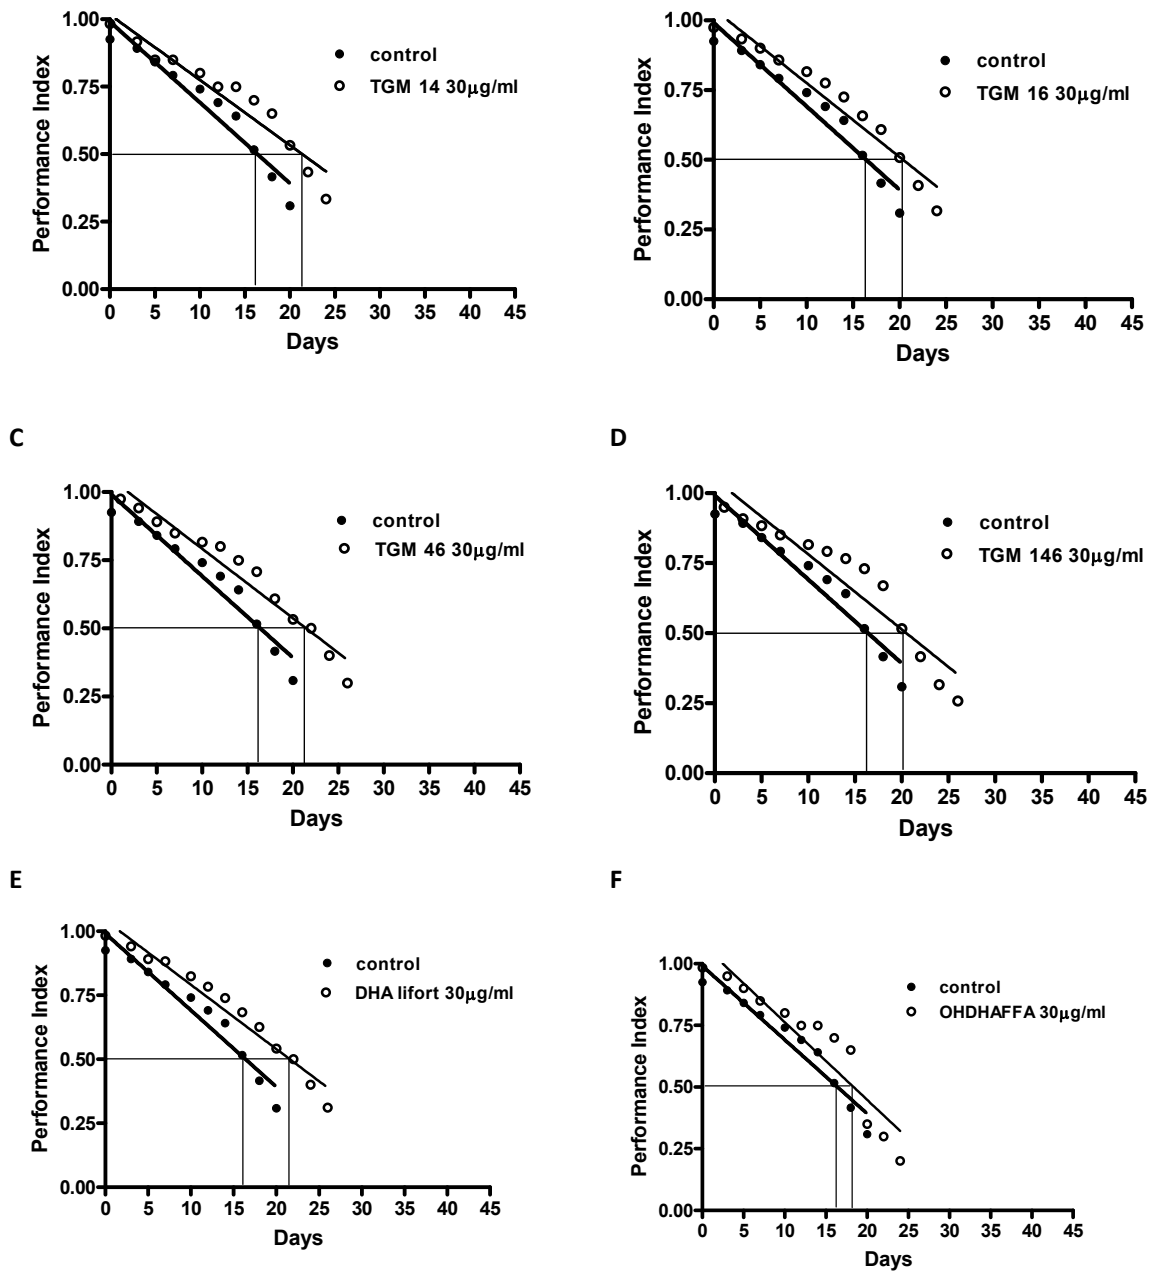 1.00
0.75
0.50
0.25
0.00
0 5 10 15 20 25 30 35 40 45
Performance Index
Days
control
TGM 14 30µg/ml
1.00
0.75
0.50
0.25
0.00
0 5 10 15 20 25 30 35 40 45
Performance Index
Days
control
TGM 16 30µg/ml
C
1.00
0.75
0.50
0.25
0.00
0 5 10 15 20 25 30 35 40 45
Performance Index
Days
control
TGM 46 30µg/ml
D
1.00
0.75
0.50
0.25
0.00
0 5 10 15 20 25 30 35 40 45
Performance Index
Days
control
TGM 146 30µg/ml
E
1.00
0.75
0.50
0.25
0.00
0 5 10 15 20 25 30 35 40 45
Performance Index
Days
control
DHA lifort 30µg/ml
F
1.00
0.75
0.50
0.25
0.00
0 5 10 15 20 25 30 35 40 45
Performance Index
Days
control
OHDHAFFA 30µg/ml